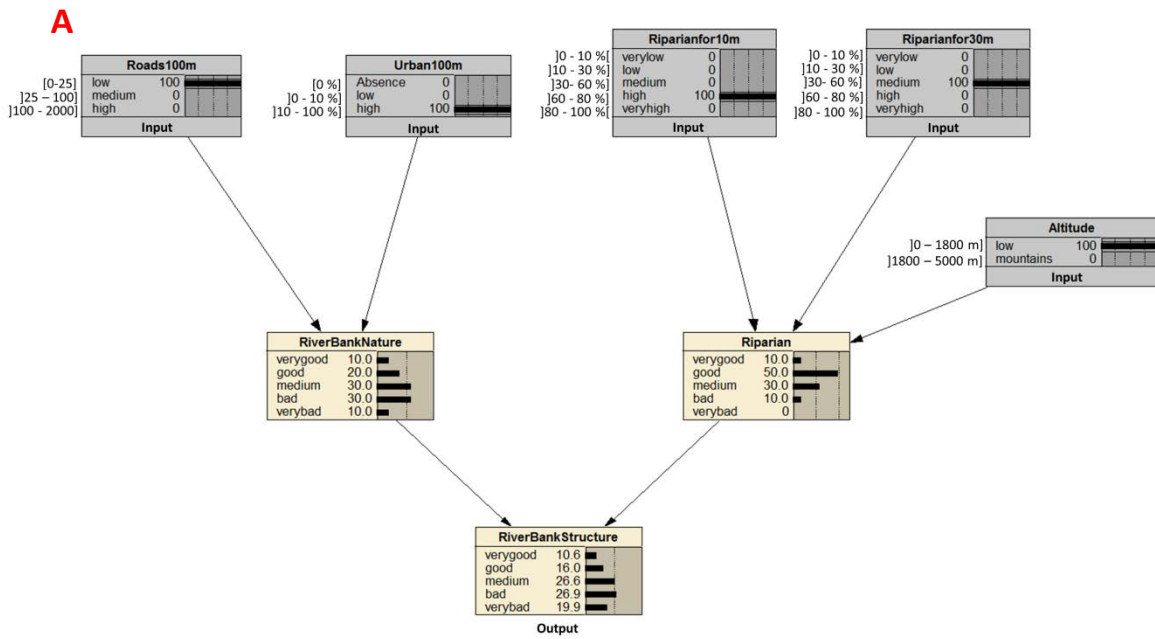 A
Roads100m
[0-25] low 100
]25 – 100] medium 0
]100 - 2000] high 0
Input
Urban100m
[0 %] Absence 0
]0 - 10 %] low 0
]10 - 100 %] high 100
Input
Riparianfor10m
]0 - 10 %[ verylow 0
]10 - 30 %[ low 0
]30- 60 %[ medium 0
]60 - 80 %[ high 100
]80 - 100 %[ veryhigh 0
Input
Riparianfor30m
]0 - 10 %[ verylow 0
]10 - 30 %[ low 0
]30- 60 %[ medium 100
]60 - 80 %[ high 0
]80 - 100 %[ veryhigh 0
Input
Altitude
]0 – 1800 m] low 100
]1800 – 5000 m] mountains 0
Input
RiverBankNature
verygood 10.0
good 20.0
medium 30.0
bad 30.0
verybad 10.0
Riparian
verygood 10.0
good 50.0
medium 30.0
bad 10.0
verybad 0
RiverBankStructure
verygood 10.6
good 16.0
medium 26.6
bad 26.9
verybad 19.9
Output